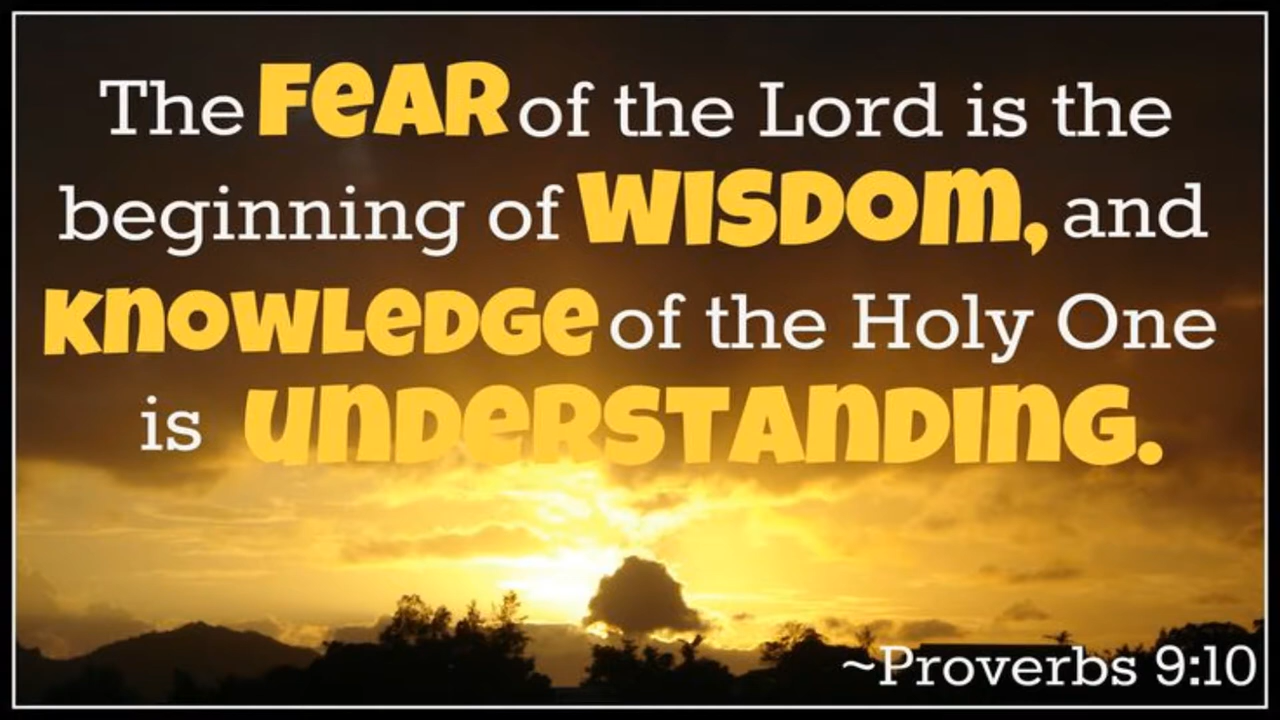 The FEAR of the Lord is the
beginning of WISDOM, and
KNOWLEDGE of the Holy One
is UNDERSTANDING.
~Proverbs 9:10